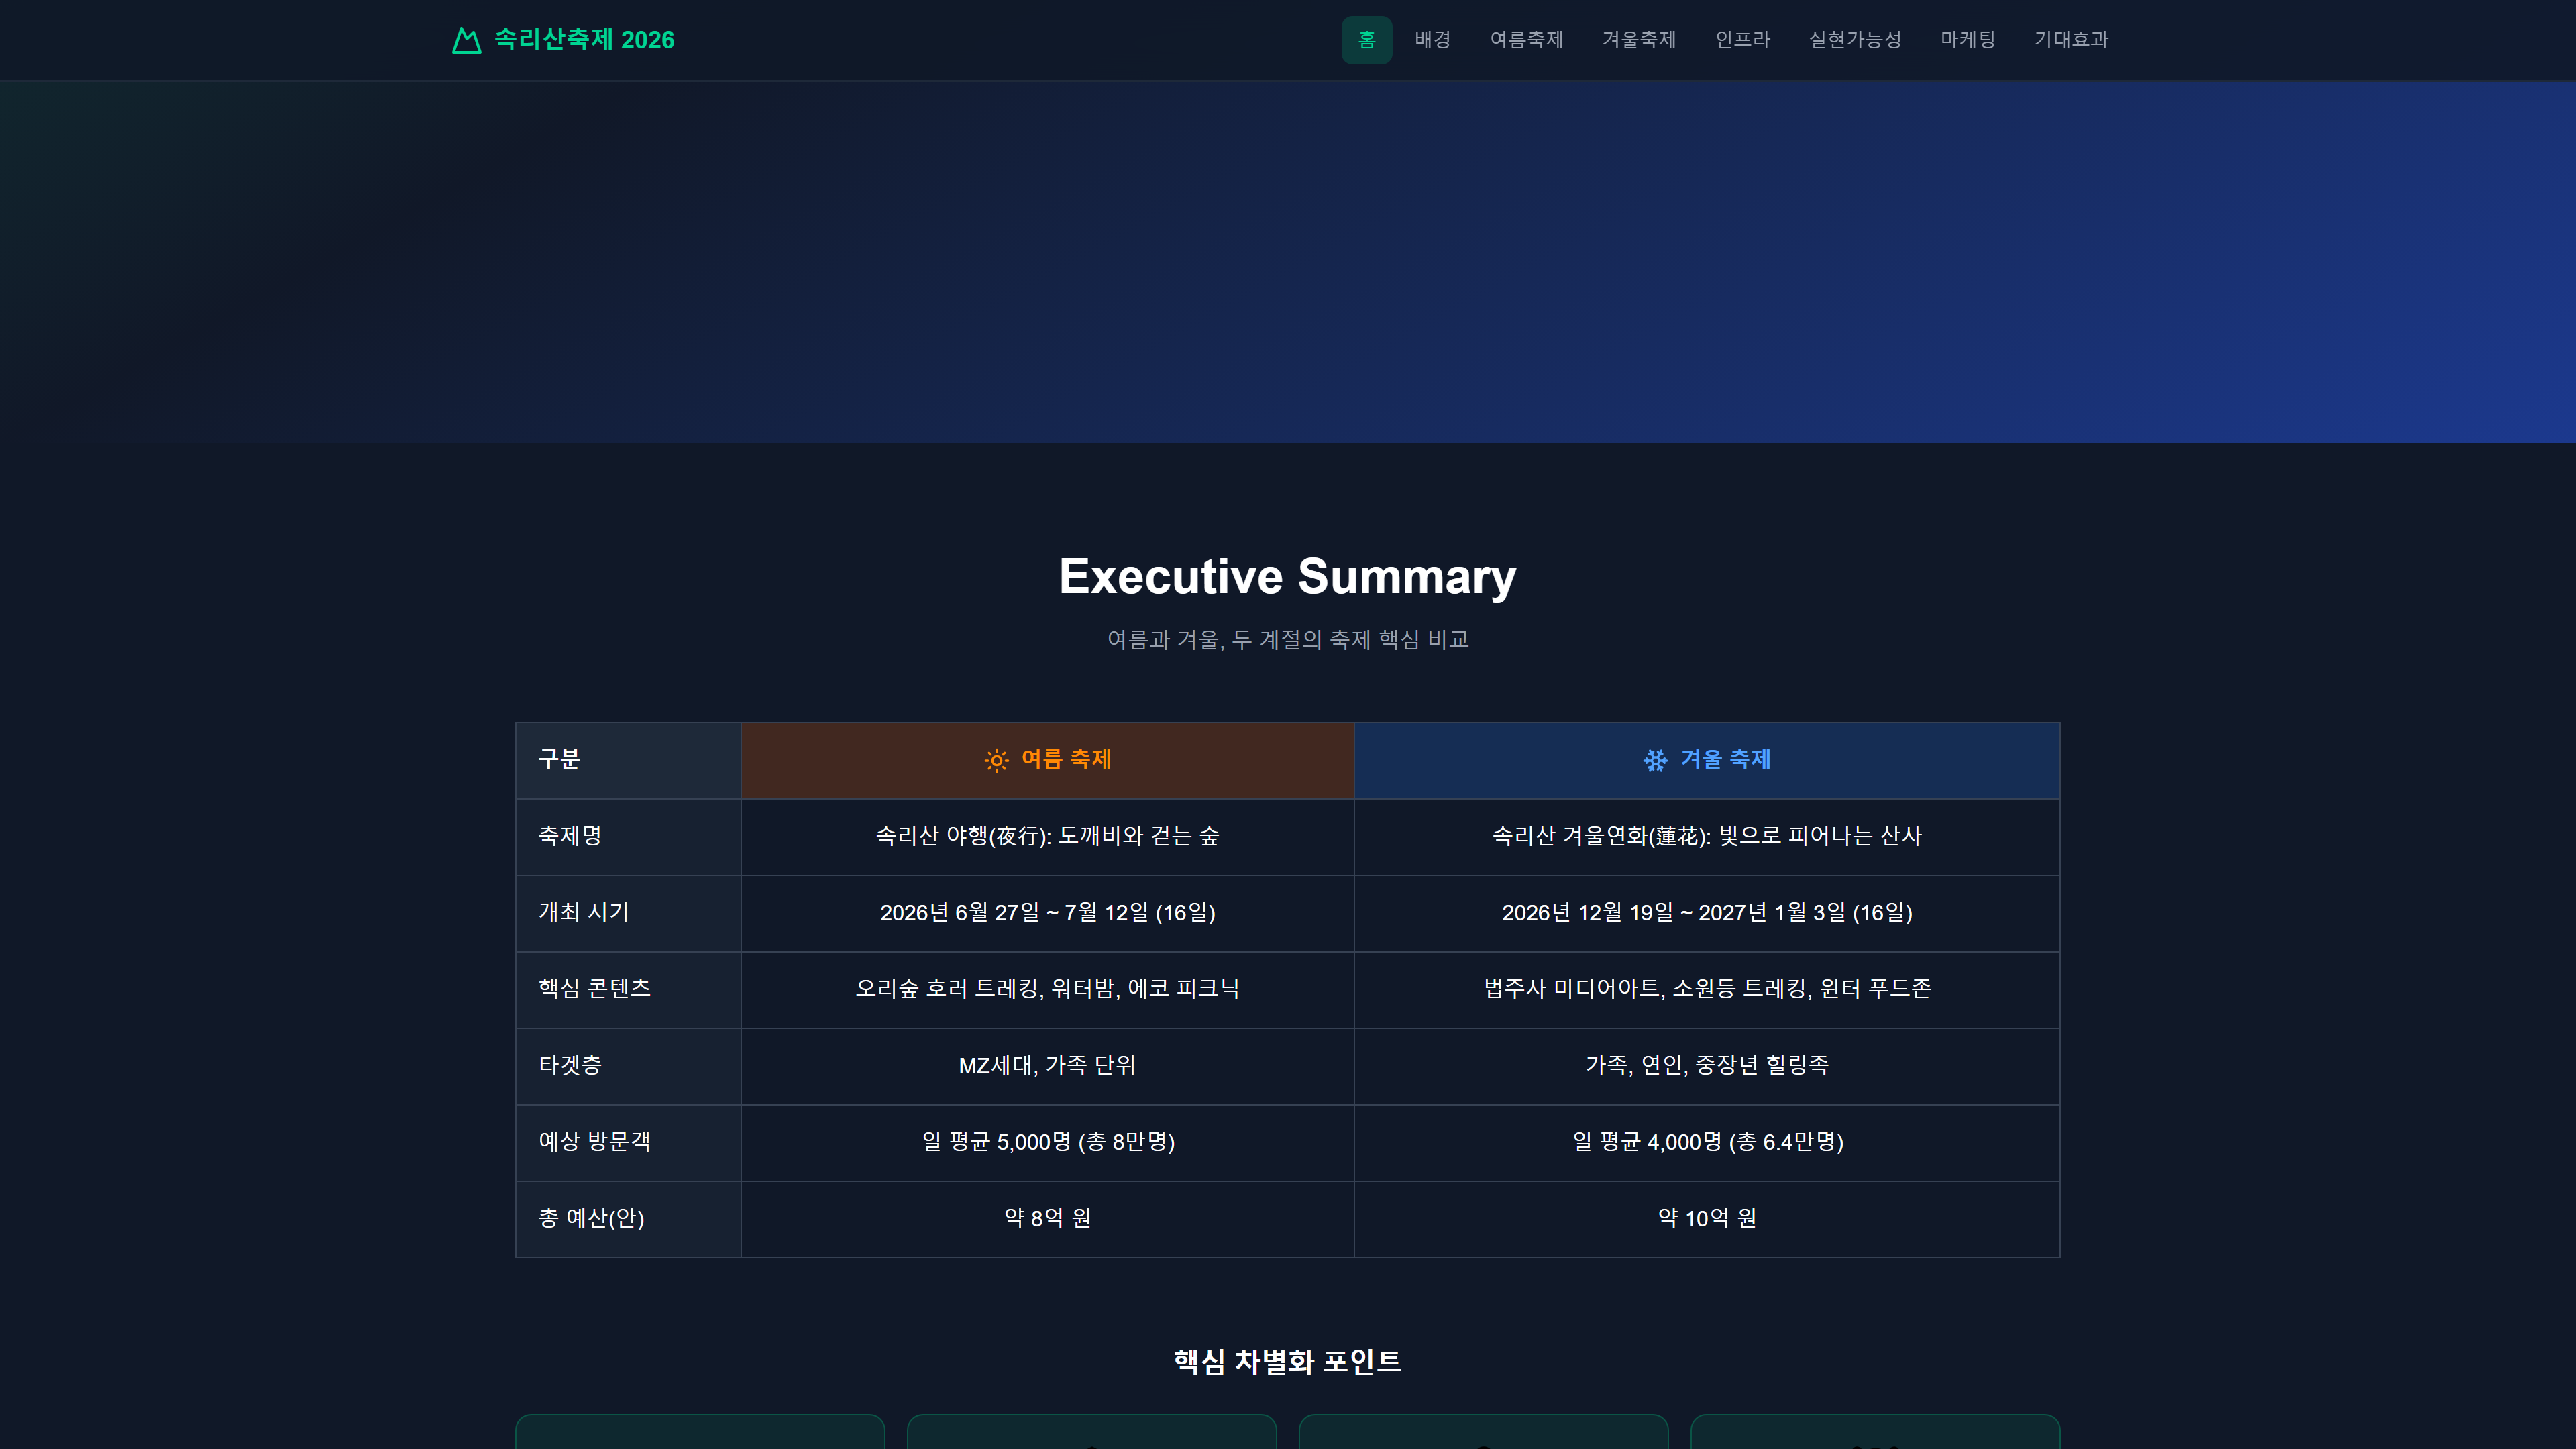 속리산축제 2026
홈 배경 여름축제 겨울축제 인프라 실현가능성 마케팅 기대효과
Executive Summary
여름과 겨울, 두 계절의 축제 핵심 비교
구분 여름 축제 겨울 축제
축제명 속리산 야행(夜行): 도깨비와 걷는 숲 속리산 겨울연화(蓮花): 빛으로 피어나는 산사
개최 시기 2026년 6월 27일 ~ 7월 12일 (16일) 2026년 12월 19일 ~ 2027년 1월 3일 (16일)
핵심 콘텐츠 오리숲 호러 트레킹, 워터밤, 에코 피크닉 법주사 미디어아트, 소원등 트레킹, 윈터 푸드존
타겟층 MZ세대, 가족 단위 가족, 연인, 중장년 힐링족
예상 방문객 일 평균 5,000명 (총 8만명) 일 평균 4,000명 (총 6.4만명)
총 예산(안) 약 8억 원 약 10억 원
핵심 차별화 포인트